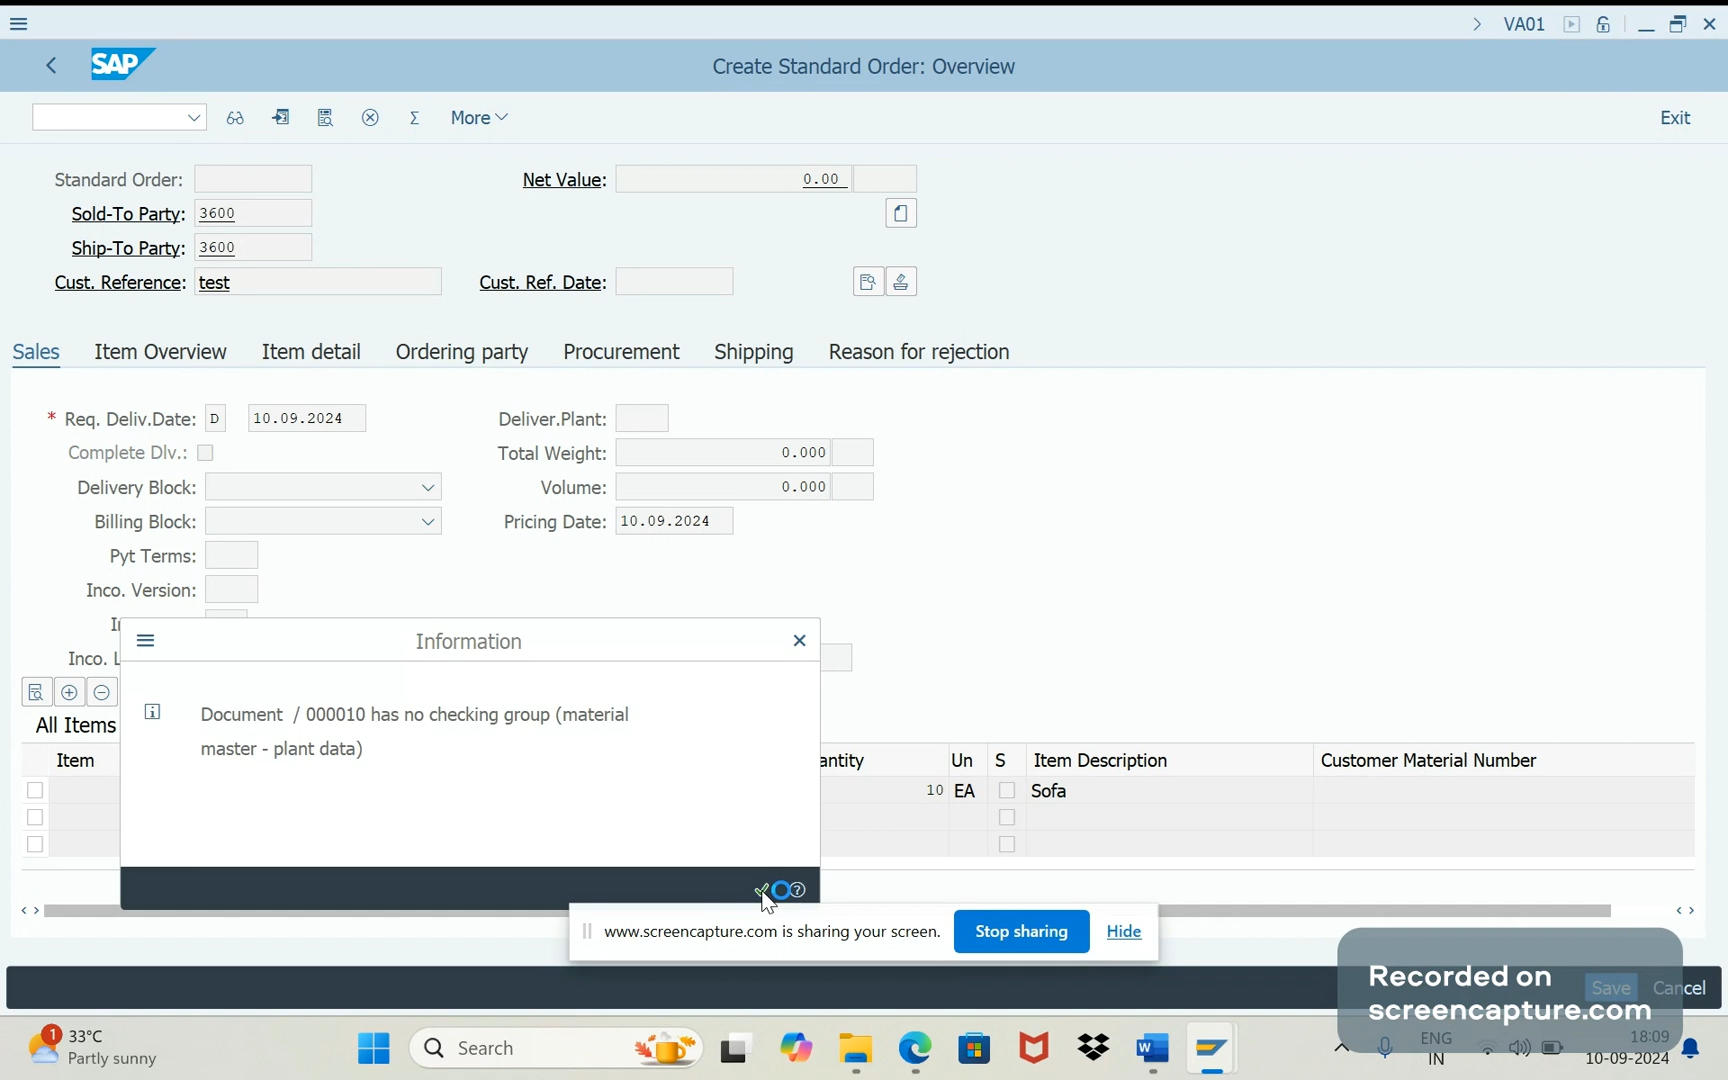 VA01
SAP
Create Standard Order: Overview
More
Exit
Standard Order:
Net Value: 0.00
Sold-To Party: 3600
Ship-To Party: 3600
Cust. Reference: test
Cust. Ref. Date:
Sales Item Overview Item detail Ordering party Procurement Shipping Reason for rejection
* Req. Deliv.Date: D 10.09.2024
Deliver.Plant:
Complete Dlv.:
Total Weight: 0.000
Delivery Block:
Volume: 0.000
Billing Block:
Pricing Date: 10.09.2024
Pyt Terms:
Inco. Version:
Information
Inco. L
Document / 000010 has no checking group (material
master - plant data)
All Items
Item antity Un S Item Description Customer Material Number
10 EA Sofa
www.screencapture.com is sharing your screen. Stop sharing Hide
Recorded on
screencapture.com
Save Cancel
1 33°C
Partly sunny
Search
ENG
IN
18:09
10-09-2024